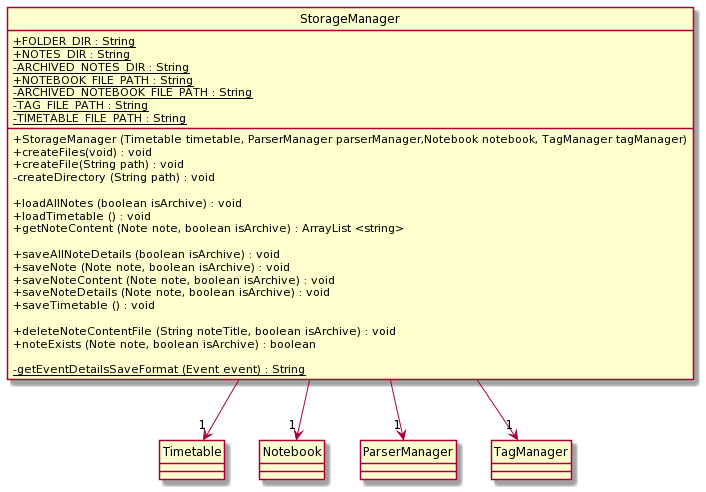 StorageManager
+FOLDER_DIR : String
+NOTES_DIR : String
-ARCHIVED_NOTES_DIR : String
+NOTEBOOK_FILE_PATH : String
-ARCHIVED_NOTEBOOK_FILE_PATH : String
-TAG_FILE_PATH : String
-TIMETABLE_FILE_PATH : String
+StorageManager (Timetable timetable, ParserManager parserManager,Notebook notebook, TagManager tagManager)
+createFiles(void) : void
+createFile(String path) : void
-createDirectory (String path) : void
+loadAllNotes (boolean isArchive) : void
+loadTimetable () : void
+getNoteContent (Note note, boolean isArchive) : ArrayList <string>
+saveAllNoteDetails (boolean isArchive) : void
+saveNote (Note note, boolean isArchive) : void
+saveNoteContent (Note note, boolean isArchive) : void
+saveNoteDetails (Note note, boolean isArchive) : void
+saveTimetable () : void
+deleteNoteContentFile (String noteTitle, boolean isArchive) : void
+noteExists (Note note, boolean isArchive) : boolean
-getEventDetailsSaveFormat (Event event) : String
1 1 1 1
Timetable Notebook ParserManager TagManager